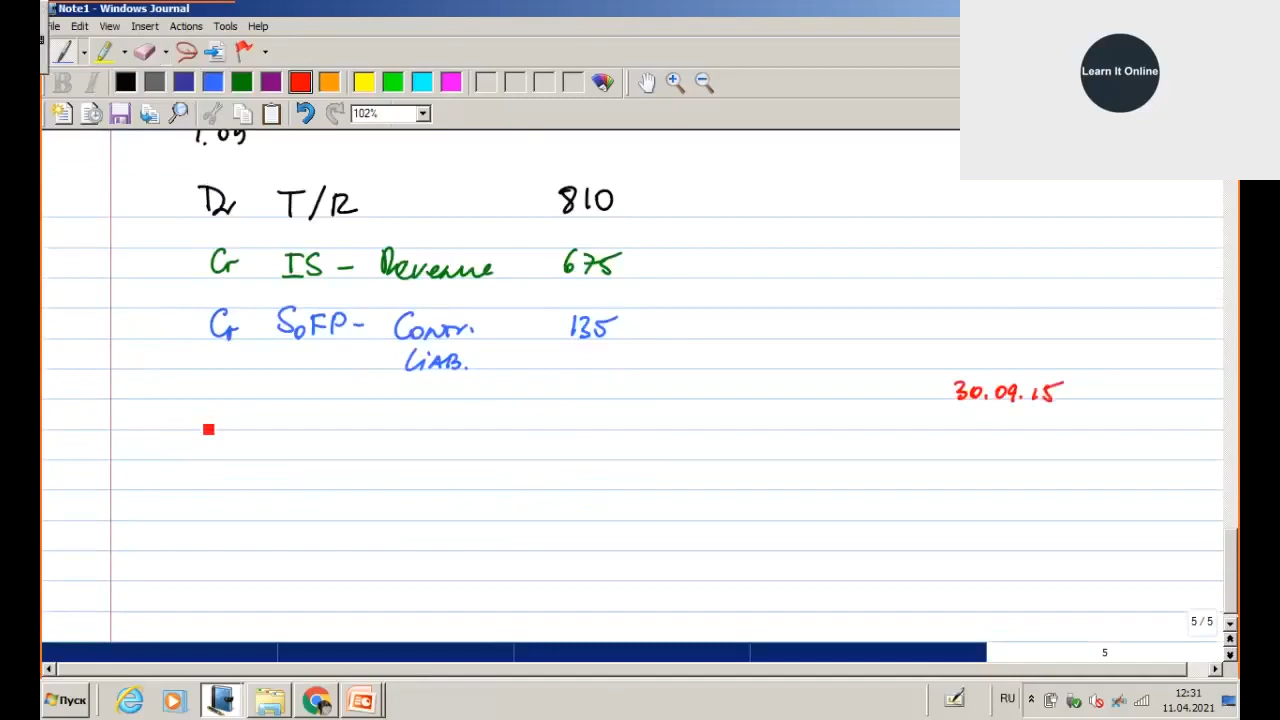 Note1 - Windows Journal
File Edit View Insert Actions Tools Help
B I
102%
Learn It Online
1.09
Dr T/R 810
Cr IS - Revenue 675
Cr SoFP - Contr. 135
LIAB.
30.09.15
5 / 5
5
Пуск
RU
12:31
11.04.2021